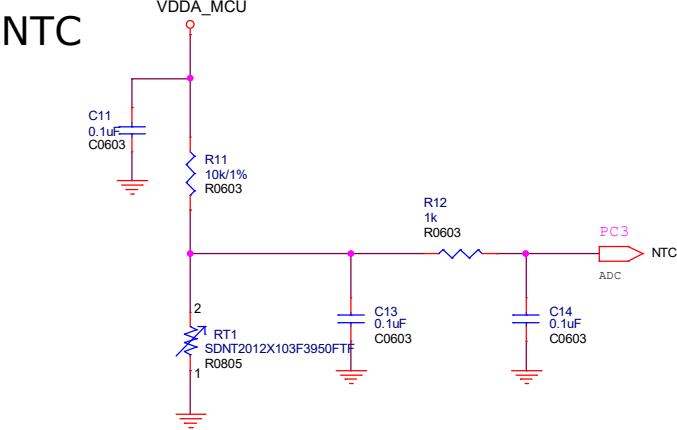 VDDA_MCU
NTC
C11
0.1uF
C0603
R11
10k/1%
R0603
R12
1k
R0603
PC3
NTC
ADC
2
RT1
SDNT2012X103F3950FTF
R0805
1
C13
0.1uF
C0603
C14
0.1uF
C0603